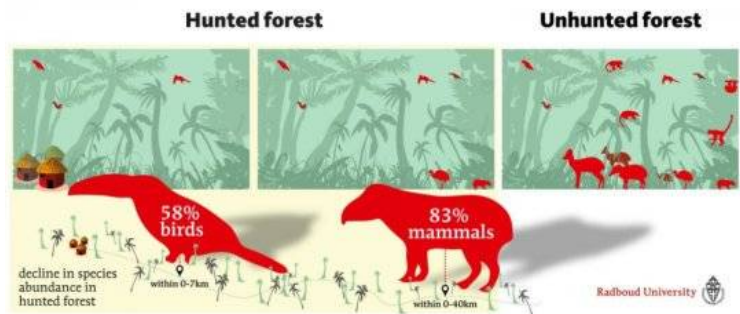 Hunted forest
Unhunted forest
58%
birds
83%
mammals
decline in species
abundance in
hunted forest
within 0-7km
within 0-40km
Radboud University